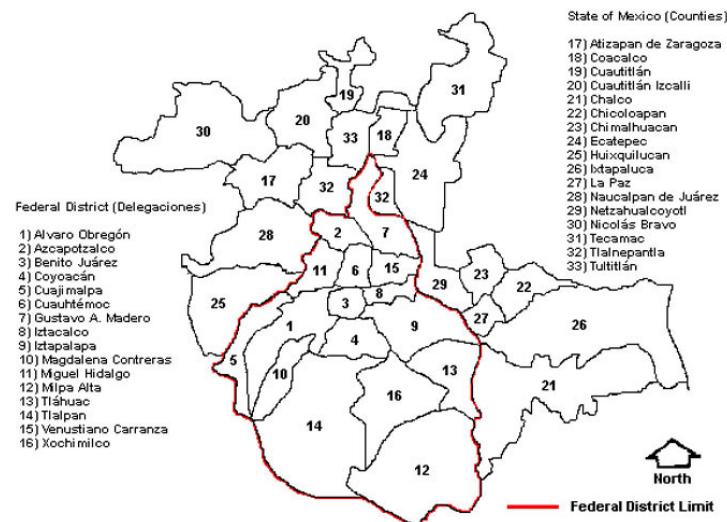 State of Mexico (Counties)
17) Atizapan de Zaragoza
18) Coacalco
19) Cuautitlán
20) Cuautitlán Izcalli
21) Chalco
22) Chicoloapan
23) Chimalhuacan
24) Ecatepec
25) Huixquilucan
26) Ixtapaluca
27) La Paz
28) Naucalpan de Juárez
29) Netzahualcoyotl
30) Nicolás Bravo
31) Tecamac
32) Tlalnepantla
33) Tultitlán
Federal District (Delegaciones)
1) Alvaro Obregón
2) Azcapotzalco
3) Benito Juárez
4) Coyoacán
5) Cuajimalpa
6) Cuauhtémoc
7) Gustavo A. Madero
8) Iztacalco
9) Iztapalapa
10) Magdalena Contreras
11) Miguel Hidalgo
12) Milpa Alta
13) Tláhuac
14) Tlalpan
15) Venustiano Carranza
16) Xochimilco
19
31
20
30
33
18
17
32
32
24
28
2
7
11
6
15
23
22
29
25
3
8
27
1
4
9
26
5
10
13
16
21
14
12
North
Federal District Limit